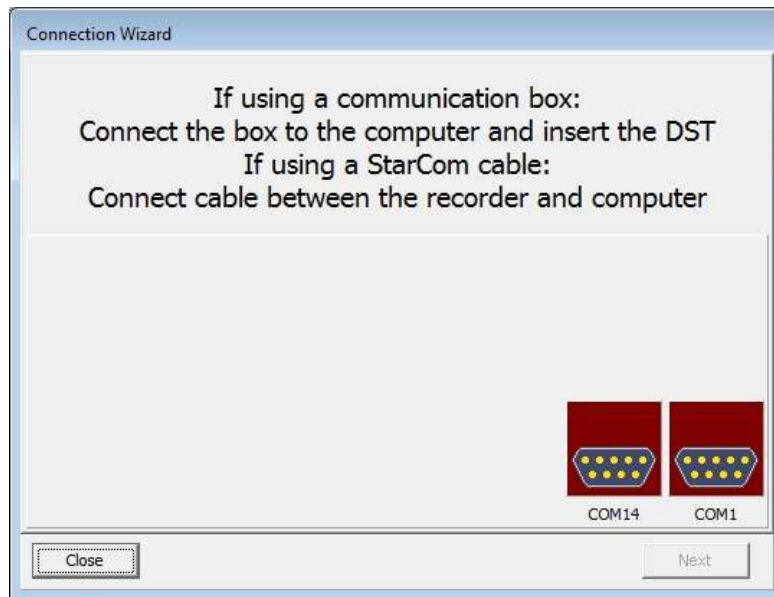 Connection Wizard
If using a communication box:
Connect the box to the computer and insert the DST
If using a StarCom cable:
Connect cable between the recorder and computer
COM14 COM1
Close Next